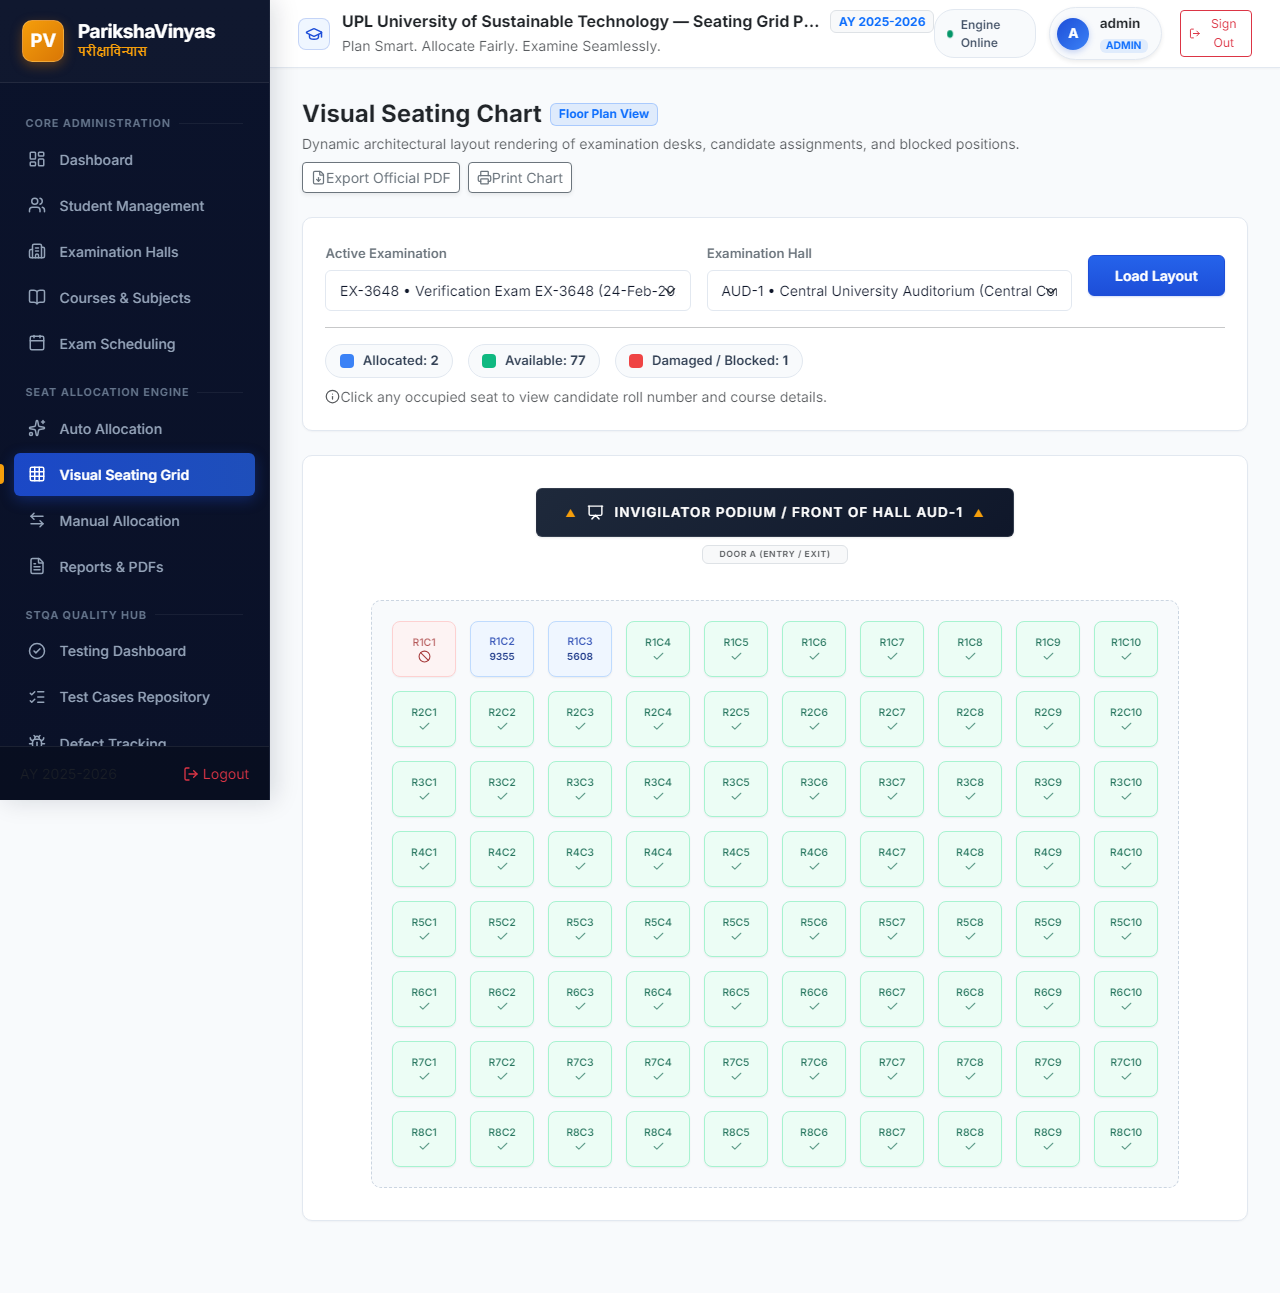 PV
ParikshaVinyas
परीक्षाविन्यास
CORE ADMINISTRATION
Dashboard
Student Management
Examination Halls
Courses & Subjects
Exam Scheduling
SEAT ALLOCATION ENGINE
Auto Allocation
Visual Seating Grid
Manual Allocation
Reports & PDFs
STQA QUALITY HUB
Testing Dashboard
Test Cases Repository
Defect Tracking
AY 2025-2026
Logout
UPL University of Sustainable Technology — Seating Grid P...
AY 2025-2026
Plan Smart. Allocate Fairly. Examine Seamlessly.
Engine
Online
A
admin
ADMIN
Sign
Out
Visual Seating Chart
Floor Plan View
Dynamic architectural layout rendering of examination desks, candidate assignments, and blocked positions.
Export Official PDF
Print Chart
Active Examination
EX-3648 • Verification Exam EX-3648 (24-Feb-20
Examination Hall
AUD-1 • Central University Auditorium (Central Com
Load Layout
Allocated: 2
Available: 77
Damaged / Blocked: 1
Click any occupied seat to view candidate roll number and course details.
INVIGILATOR PODIUM / FRONT OF HALL AUD-1
DOOR A (ENTRY / EXIT)
R1C1 R1C2 R1C3 R1C4 R1C5 R1C6 R1C7 R1C8 R1C9 R1C10
9355 5608
R2C1 R2C2 R2C3 R2C4 R2C5 R2C6 R2C7 R2C8 R2C9 R2C10
R3C1 R3C2 R3C3 R3C4 R3C5 R3C6 R3C7 R3C8 R3C9 R3C10
R4C1 R4C2 R4C3 R4C4 R4C5 R4C6 R4C7 R4C8 R4C9 R4C10
R5C1 R5C2 R5C3 R5C4 R5C5 R5C6 R5C7 R5C8 R5C9 R5C10
R6C1 R6C2 R6C3 R6C4 R6C5 R6C6 R6C7 R6C8 R6C9 R6C10
R7C1 R7C2 R7C3 R7C4 R7C5 R7C6 R7C7 R7C8 R7C9 R7C10
R8C1 R8C2 R8C3 R8C4 R8C5 R8C6 R8C7 R8C8 R8C9 R8C10